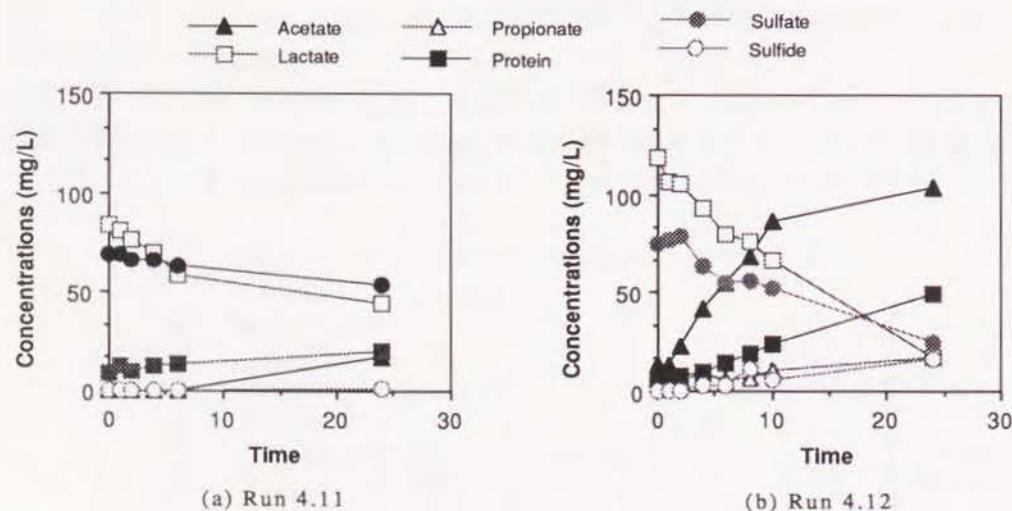 Acetate Propionate Sulfate
Lactate Protein Sulfide
Concentrations (mg/L)
150
100
50
0
0 10 20 30
Time
(a) Run 4.11
Concentrations (mg/L)
150
100
50
0
0 10 20 30
Time
(b) Run 4.12